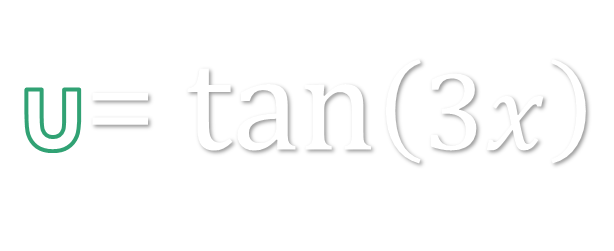 u= tan(3x)